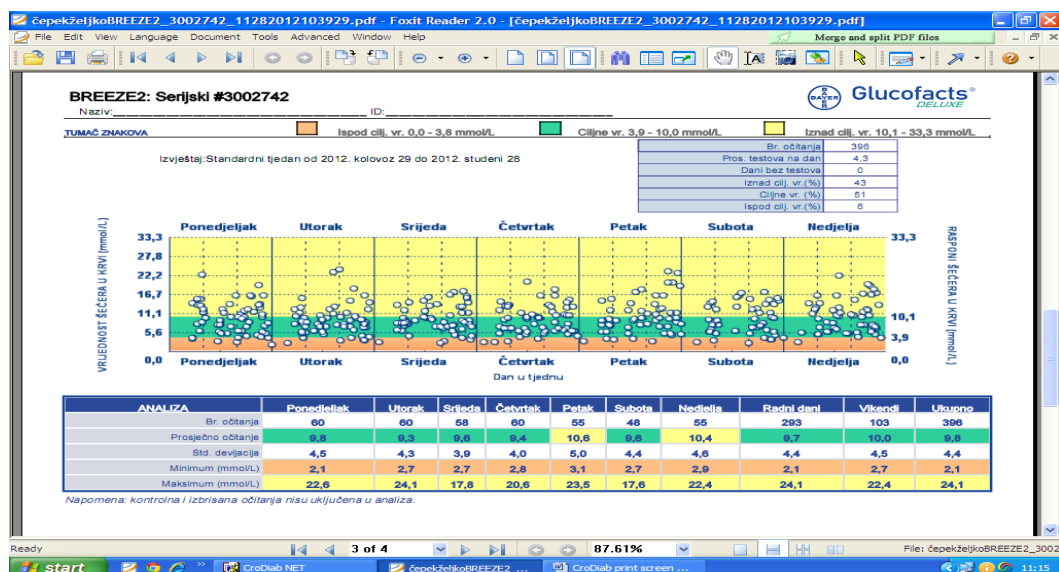 čepekželjkoBREEZE2_3002742_11282012103929.pdf - Foxit Reader 2.0 - [čepekželjkoBREEZE2_3002742_11282012103929.pdf]
File Edit View Language Document Tools Advanced Window Help
Merge and split PDF files
BREEZE2: Serijski #3002742
BAYER
Glucofacts®
DELUXE
Naziv: ID:
TUMAČ ZNAKOVA Ispod cilj. vr. 0,0 - 3,8 mmol/L Ciljne vr. 3,9 - 10,0 mmol/L Iznad cilj. vr. 10,1 - 33,3 mmol/L
Izvještaj:Standardni tjedan od 2012. kolovoz 29 do 2012. studeni 28
Br. očitanja 396
Pros. testova na dan 4,3
Dani bez testova 0
Iznad cilj. vr.(%) 43
Ciljne vr. (%) 51
Ispod cilj. vr.(%) 6
Ponedjeljak Utorak Srijeda Četvrtak Petak Subota Nedjelja
VRIJEDNOST ŠEĆERA U KRVI (mmol/L)
33,3
27,8
22,2
16,7
11,1
5,6
0,0
33,3
10,1
3,9
0,0
RASPONI ŠEĆERA U KRVI (mmol/L)
Ponedjeljak Utorak Srijeda Četvrtak Petak Subota Nedjelja
Dan u tjednu
ANALIZA Ponedjeljak Utorak Srijeda Četvrtak Petak Subota Nedjelja Radni dani Vikendi Ukupno
Br. očitanja 60 60 58 60 55 48 55 293 103 396
Prosječno očitanje 9,8 9,3 9,6 9,4 10,6 9,6 10,4 9,7 10,0 9,8
Std. devijacija 4,5 4,3 3,9 4,0 5,0 4,4 4,6 4,4 4,5 4,4
Minimum (mmol/L) 2,1 2,7 2,7 2,8 3,1 2,7 2,9 2,1 2,7 2,1
Maksimum (mmol/L) 22,6 24,1 17,8 20,6 23,5 17,6 22,4 24,1 22,4 24,1
Napomena: kontrolna i izbrisana očitanja nisu uključena u analiza.
Ready 3 of 4 87.61% File: čepekželjkoBREEZE2_3002
start CroDiab NET čepekželjkoBREEZE2 ... CroDiab print screen ... 11:15